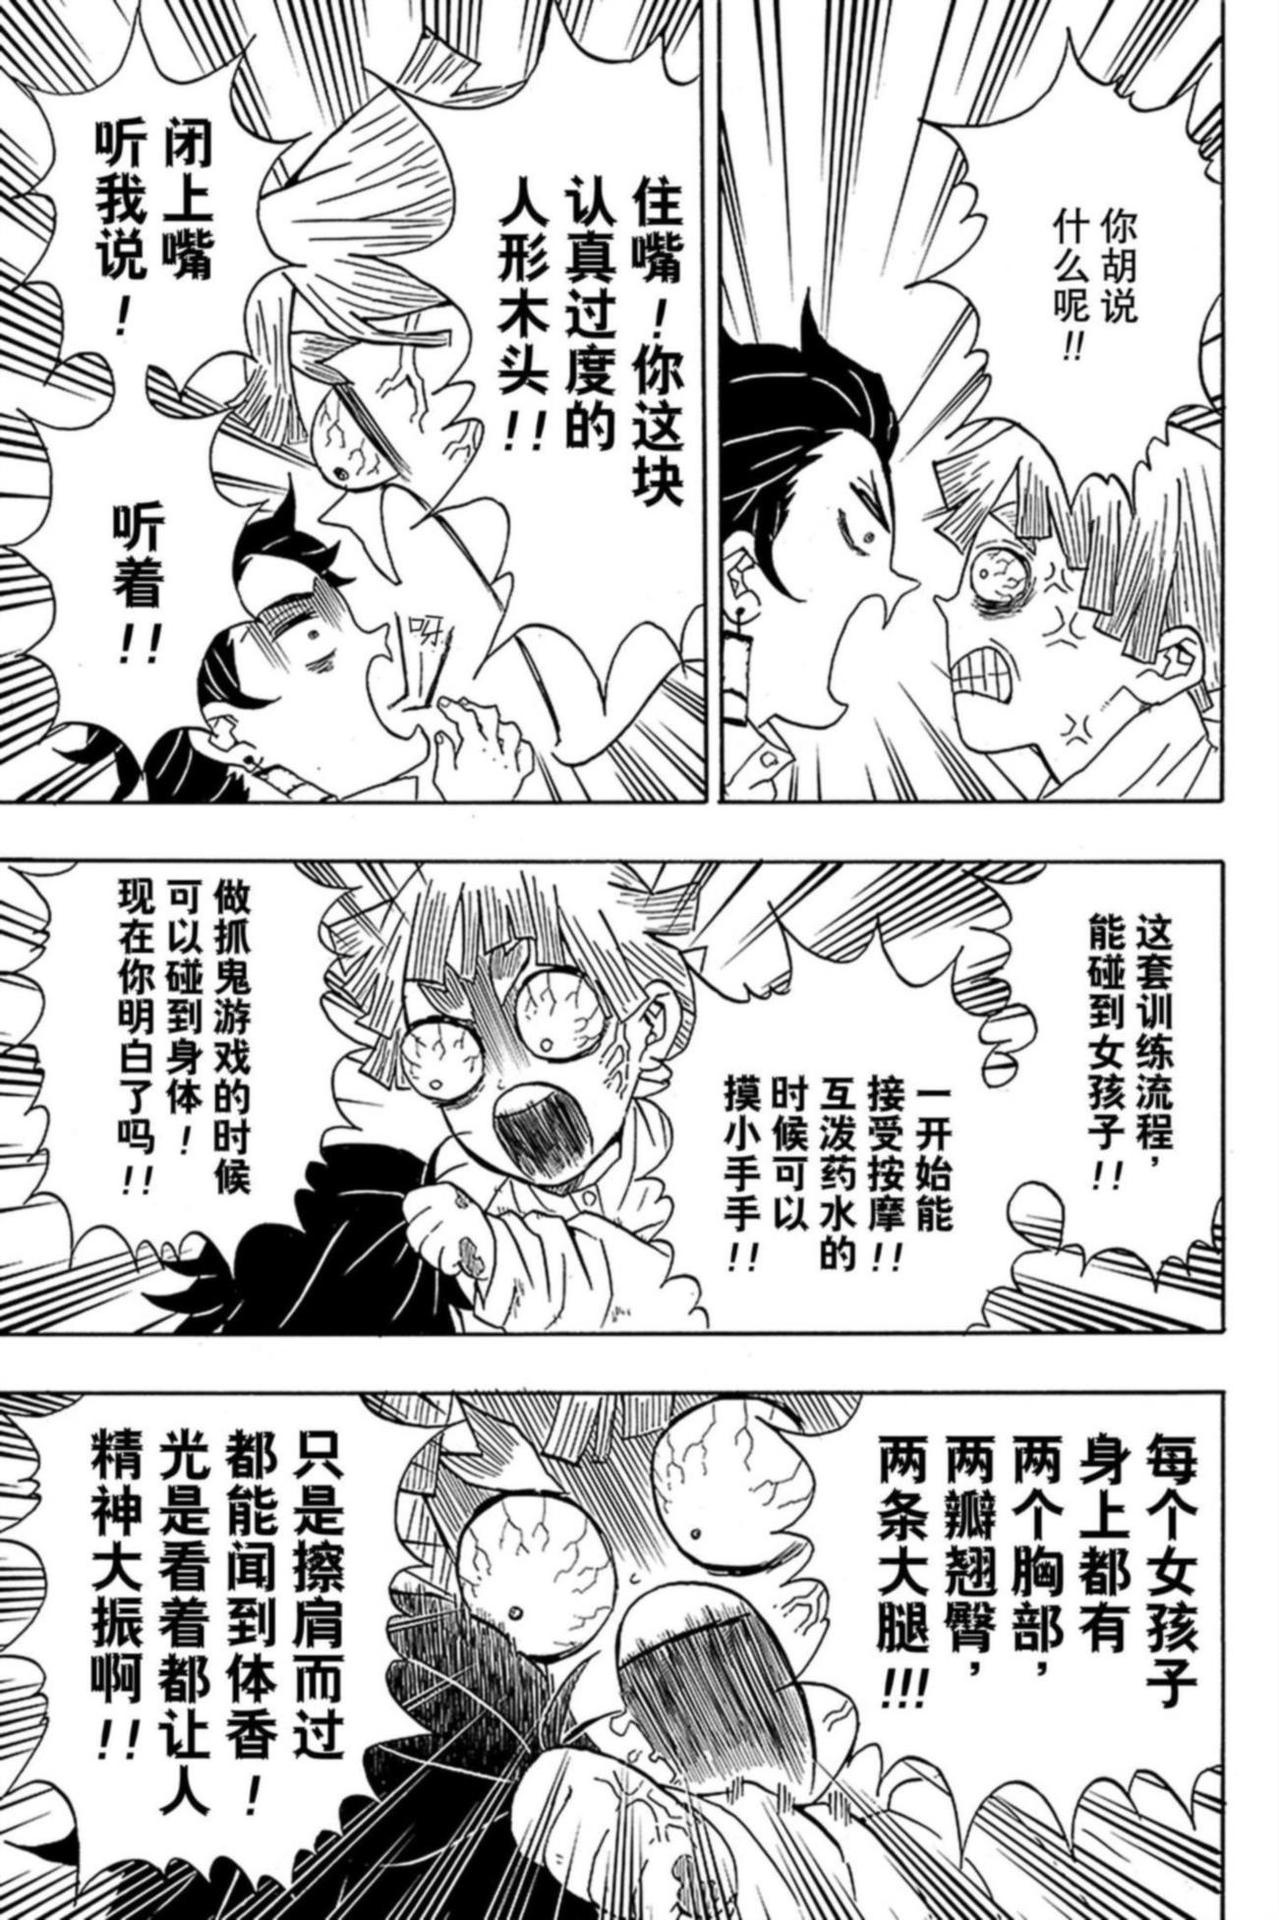 你胡说
什么呢!!
住嘴！你这块
认真过度的
人形木头!!
闭上嘴
听我说！
听着!!
呀
这套训练流程，
能碰到女孩子!!
一开始能
接受按摩!!
互泼药水的
时候可以
摸小手手!!
做抓鬼游戏的时候
可以碰到身体！
现在你明白了吗!!
每个女孩子
身上都有
两个胸部，
两瓣翘臀，
两条大腿!!!
只是擦肩而过
都能闻到体香！
光是看着都让人
精神大振啊!!